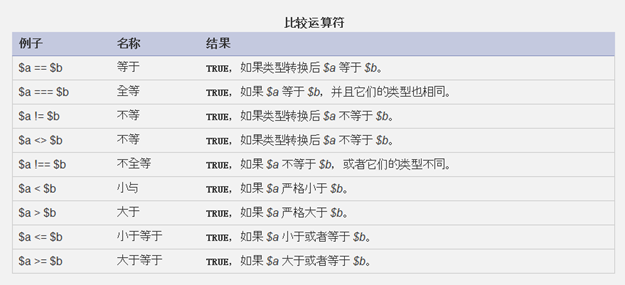 比较运算符
例子 名称 结果
$a == $b 等于 TRUE，如果类型转换后 $a 等于 $b。
$a === $b 全等 TRUE，如果 $a 等于 $b，并且它们的类型也相同。
$a != $b 不等 TRUE，如果类型转换后 $a 不等于 $b。
$a <> $b 不等 TRUE，如果类型转换后 $a 不等于 $b。
$a !== $b 不全等 TRUE，如果 $a 不等于 $b，或者它们的类型不同。
$a < $b 小与 TRUE，如果 $a 严格小于 $b。
$a > $b 大于 TRUE，如果 $a 严格大于 $b。
$a <= $b 小于等于 TRUE，如果 $a 小于或者等于 $b。
$a >= $b 大于等于 TRUE，如果 $a 大于或者等于 $b。